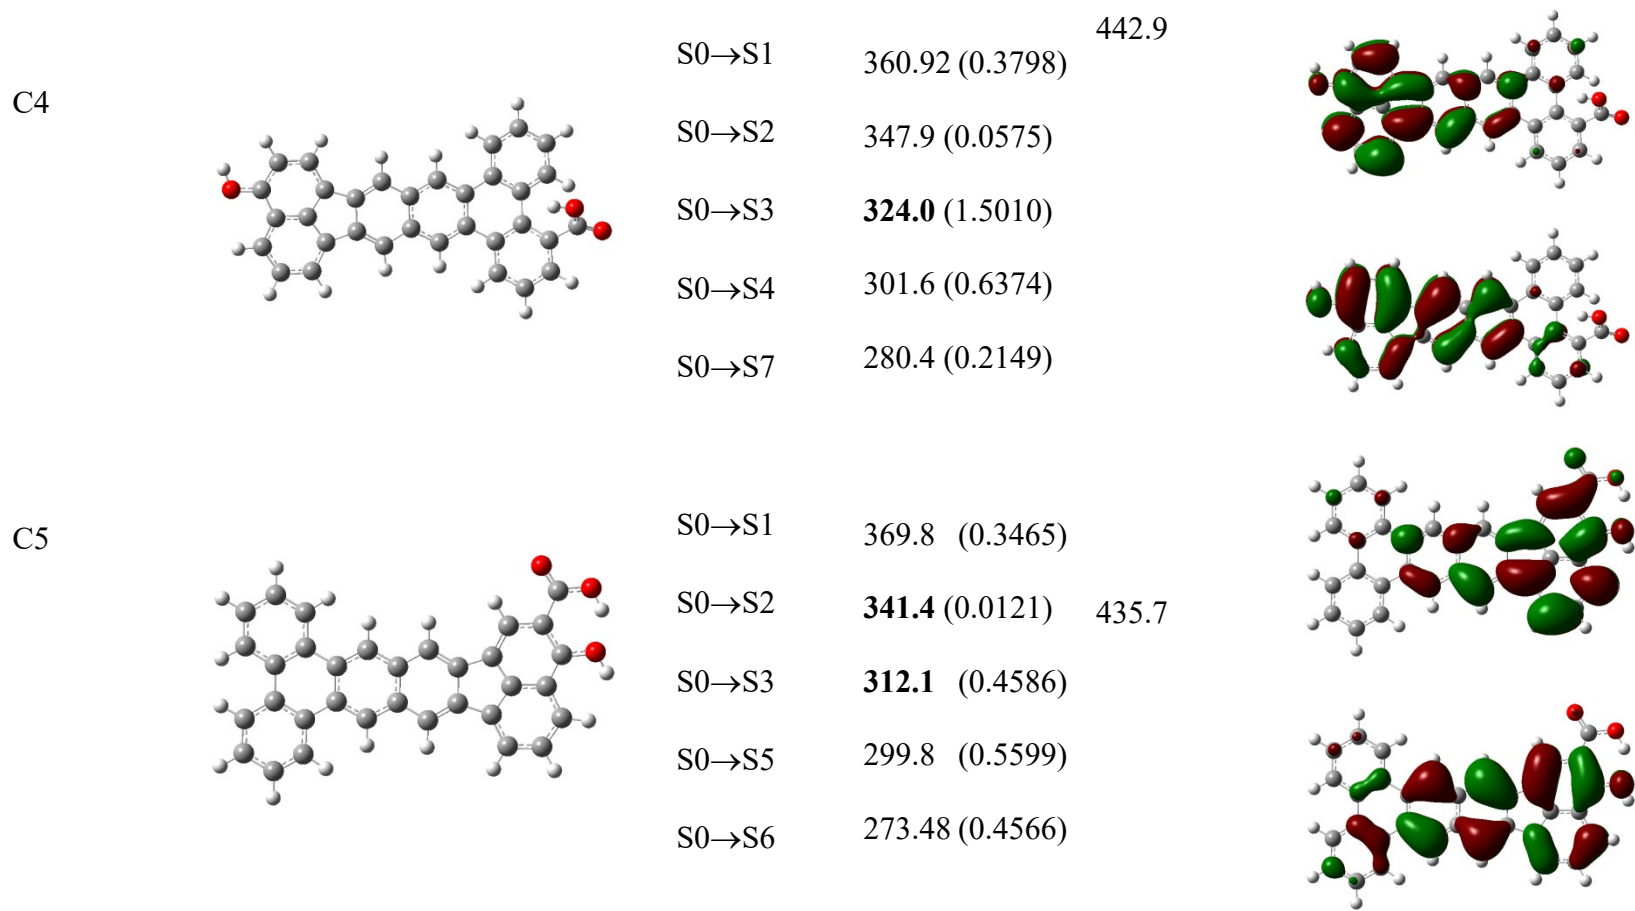 442.9
S0→S1 360.92 (0.3798)
C4
S0→S2 347.9 (0.0575)
S0→S3 324.0 (1.5010)
S0→S4 301.6 (0.6374)
S0→S7 280.4 (0.2149)
S0→S1 369.8 (0.3465)
C5
S0→S2 341.4 (0.0121) 435.7
S0→S3 312.1 (0.4586)
S0→S5 299.8 (0.5599)
S0→S6 273.48 (0.4566)